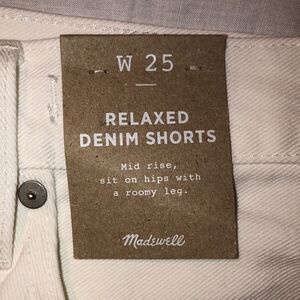 W 25
RELAXED
DENIM SHORTS
Mid rise,
sit on hips with
a roomy leg.
Madewell